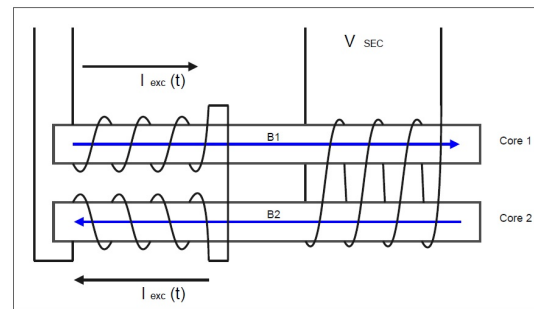 V SEC
I exc (t)
B1
Core 1
B2
Core 2
I exc (t)